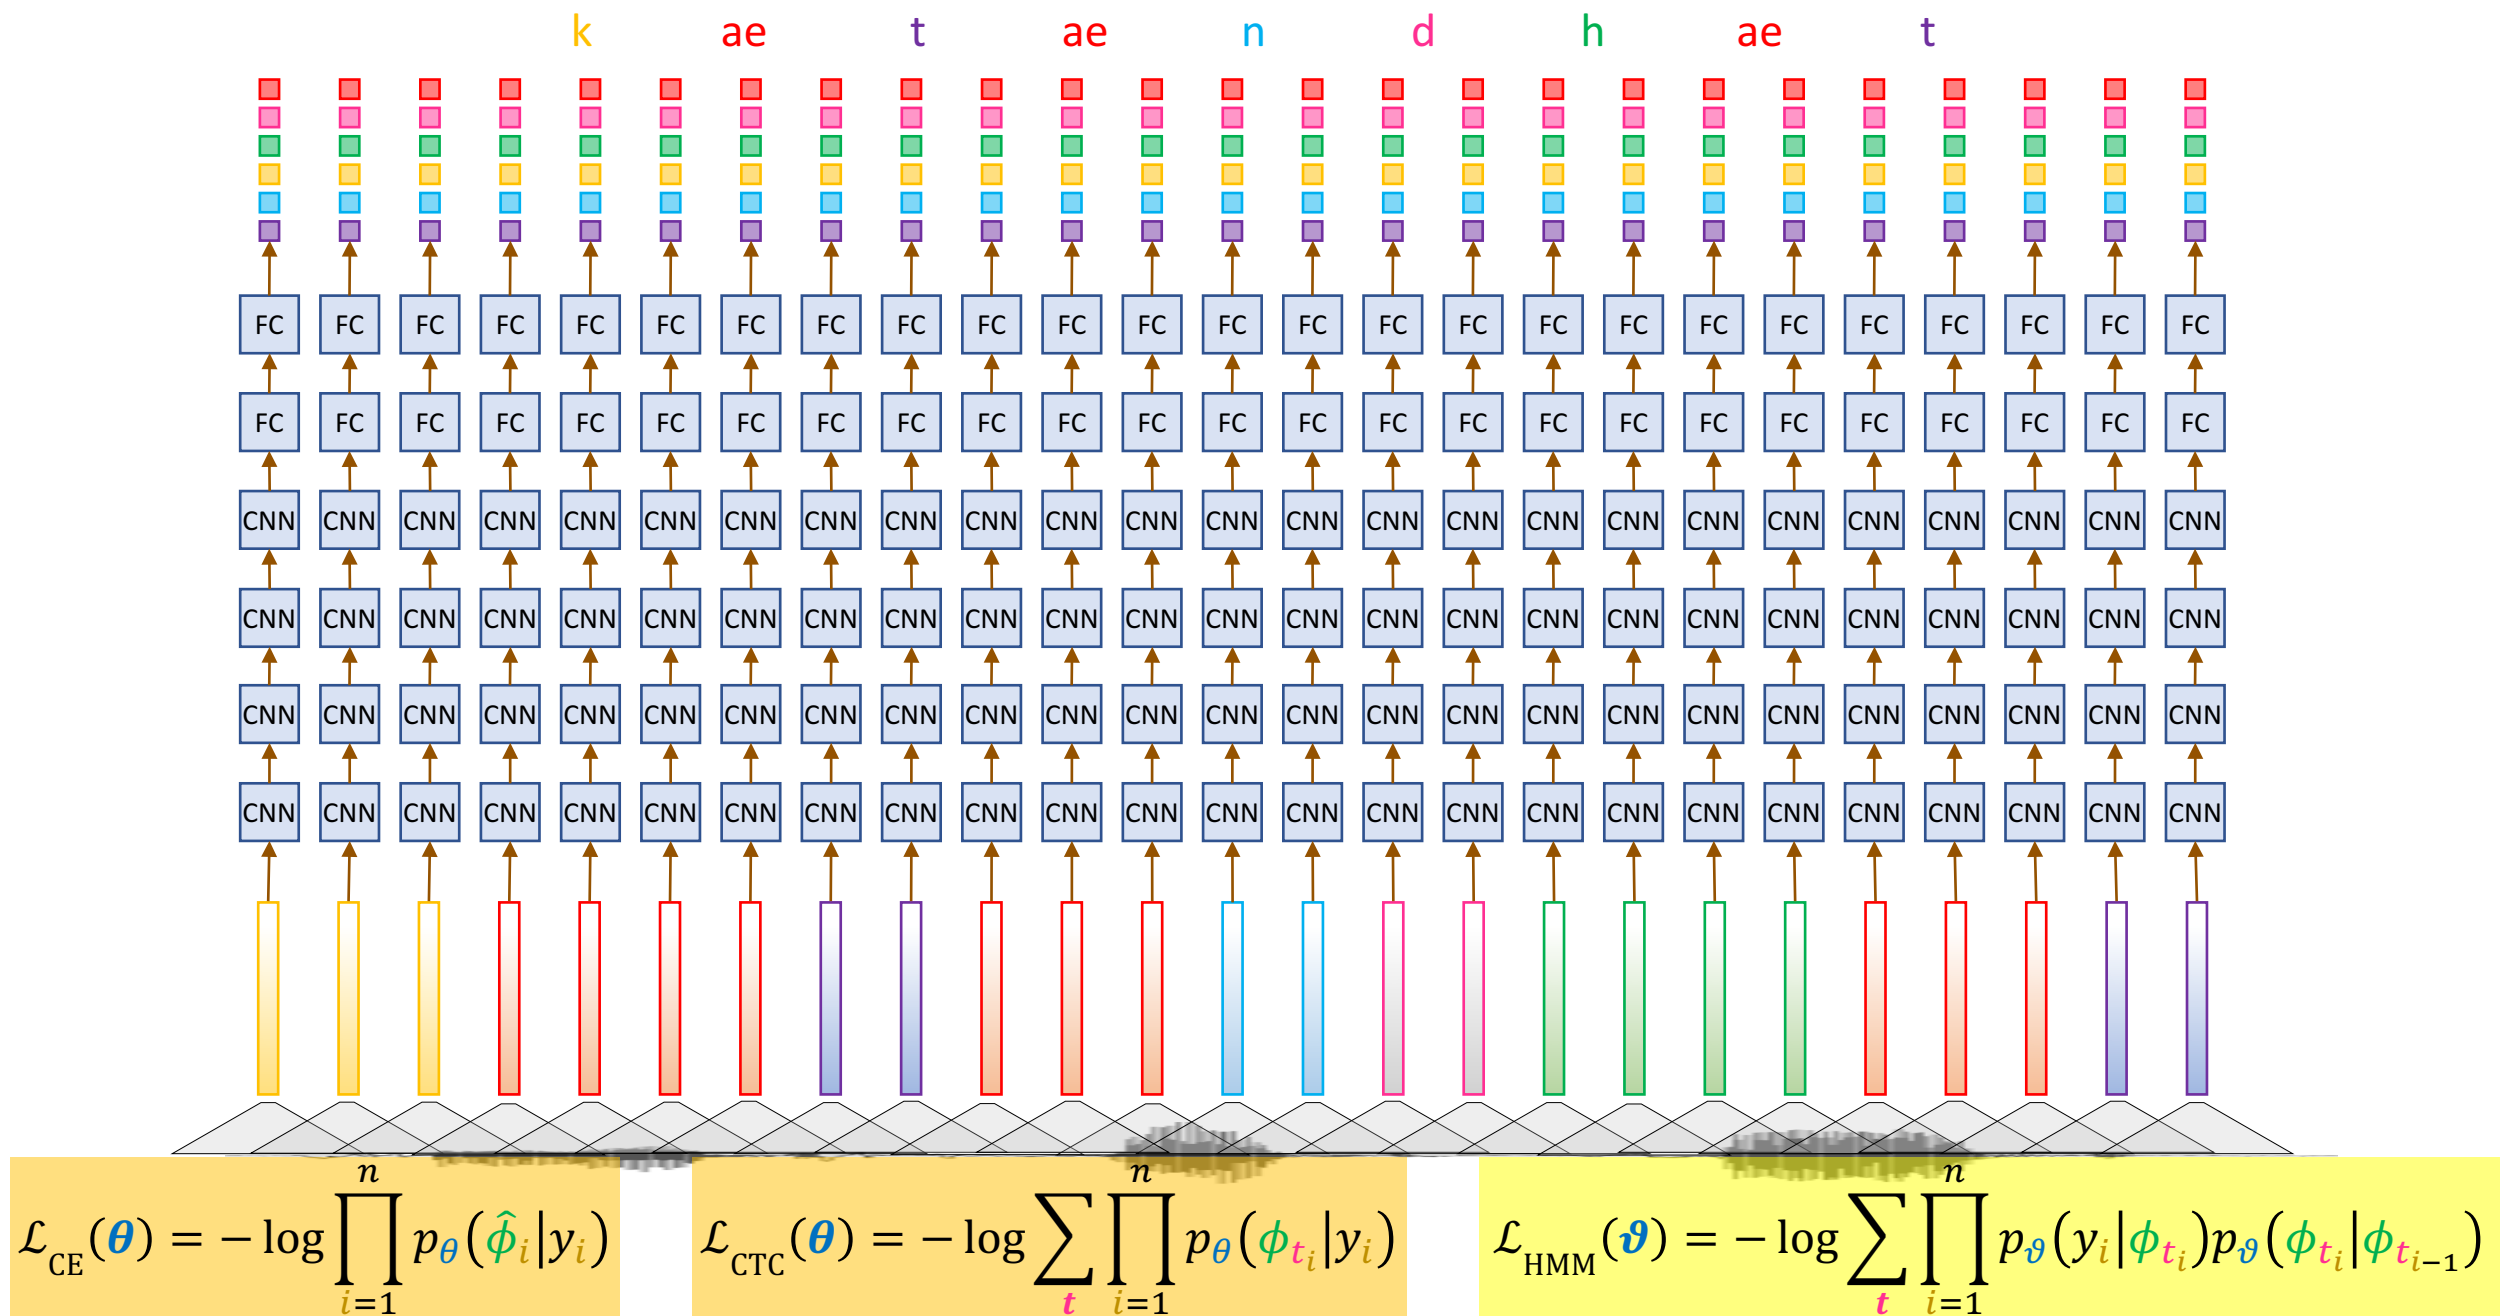 k ae t ae n d h ae t
FC FC FC FC FC FC FC FC FC FC FC FC FC FC FC FC FC FC FC FC FC FC FC FC FC
FC FC FC FC FC FC FC FC FC FC FC FC FC FC FC FC FC FC FC FC FC FC FC FC FC
CNN CNN CNN CNN CNN CNN CNN CNN CNN CNN CNN CNN CNN CNN CNN CNN CNN CNN CNN CNN CNN CNN CNN CNN CNN
CNN CNN CNN CNN CNN CNN CNN CNN CNN CNN CNN CNN CNN CNN CNN CNN CNN CNN CNN CNN CNN CNN CNN CNN CNN
CNN CNN CNN CNN CNN CNN CNN CNN CNN CNN CNN CNN CNN CNN CNN CNN CNN CNN CNN CNN CNN CNN CNN CNN CNN
CNN CNN CNN CNN CNN CNN CNN CNN CNN CNN CNN CNN CNN CNN CNN CNN CNN CNN CNN CNN CNN CNN CNN CNN CNN
ℒ_CE(θ) = − log ∏_{i=1}^{n} p_θ(ϕ̂_i|y_i)
ℒ_CTC(θ) = − log ∑_t ∏_{i=1}^{n} p_θ(ϕ_{t_i}|y_i)
ℒ_HMM(ϑ) = − log ∑_t ∏_{i=1}^{n} p_ϑ(y_i|ϕ_{t_i})p_ϑ(ϕ_{t_i}|ϕ_{t_{i−1}})